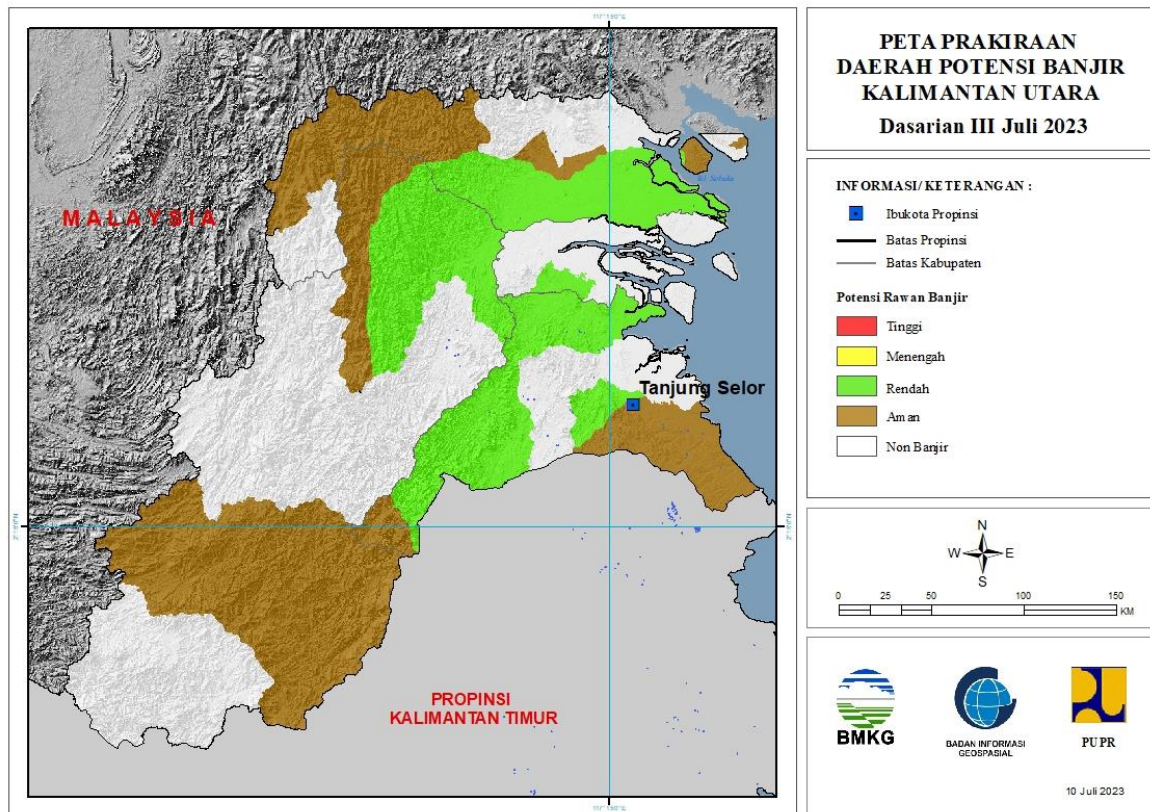 PETA PRAKIRAAN
DAERAH POTENSI BANJIR
KALIMANTAN UTARA
Dasarian III Juli 2023
INFORMASI/ KETERANGAN :
Ibukota Propinsi
Batas Propinsi
Batas Kabupaten
Potensi Rawan Banjir
Tinggi
Menengah
Rendah
Aman
Non Banjir
MALAYSIA
Tanjung Selor
PROPINSI
KALIMANTAN TIMUR
N
W E
S
0 25 50 100 150
KM
BMKG
BADAN INFORMASI
GEOSPASIAL
PUPR
10 Juli 2023